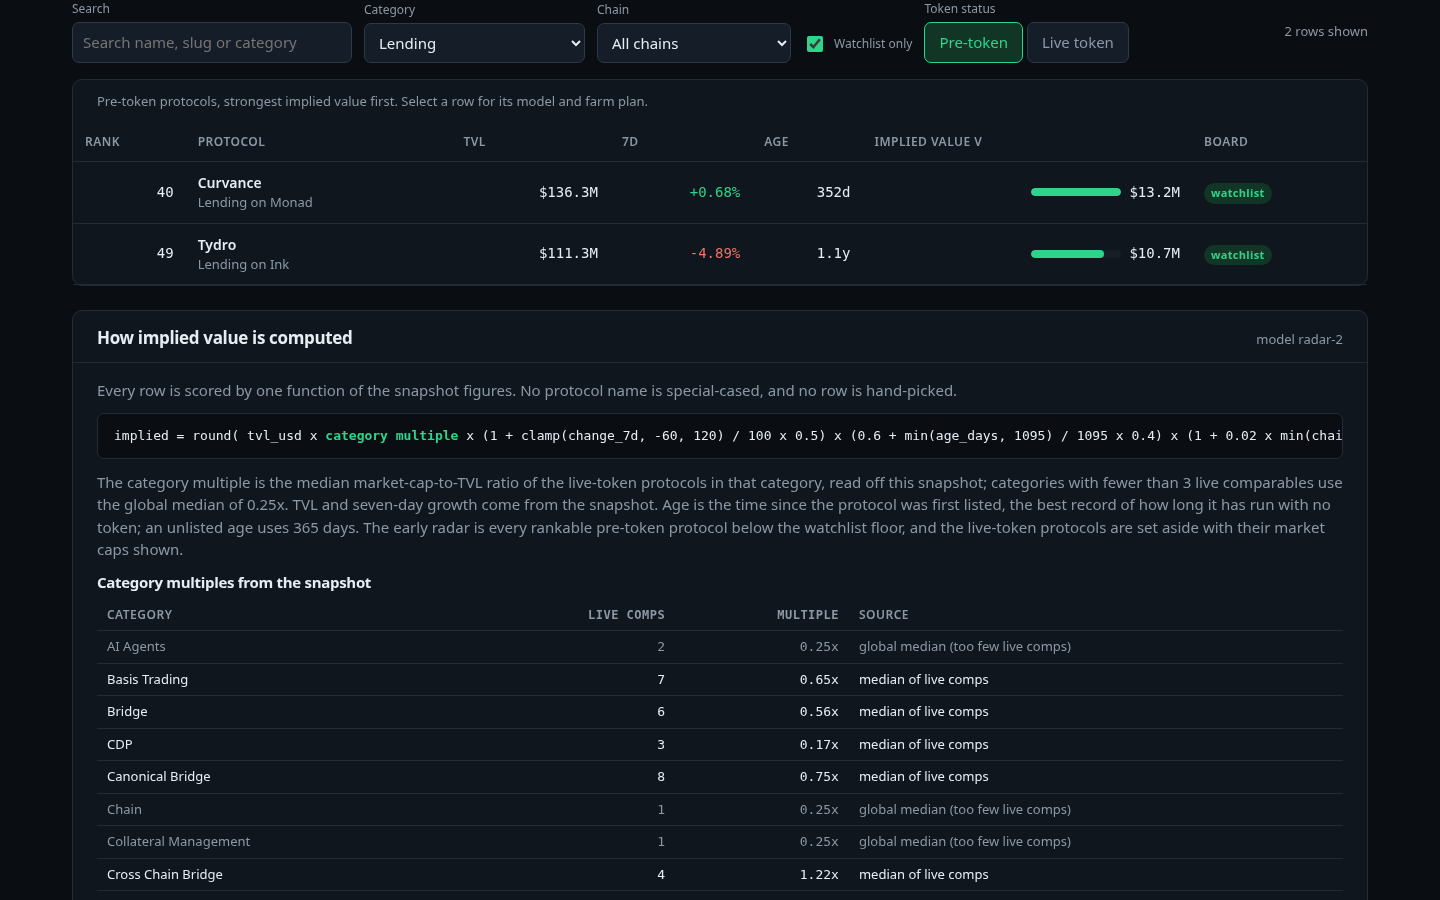 Search
Category
Chain
Token status
Search name, slug or category
Lending
All chains
Watchlist only
Pre-token
Live token
2 rows shown
Pre-token protocols, strongest implied value first. Select a row for its model and farm plan.
RANK PROTOCOL TVL 7D AGE IMPLIED VALUE V BOARD
40 Curvance $136.3M +0.68% 352d $13.2M watchlist
Lending on Monad
49 Tydro $111.3M -4.89% 1.1y $10.7M watchlist
Lending on Ink
How implied value is computed
model radar-2
Every row is scored by one function of the snapshot figures. No protocol name is special-cased, and no row is hand-picked.
implied = round( tvl_usd x category multiple x (1 + clamp(change_7d, -60, 120) / 100 x 0.5) x (0.6 + min(age_days, 1095) / 1095 x 0.4) x (1 + 0.02 x min(chai
The category multiple is the median market-cap-to-TVL ratio of the live-token protocols in that category, read off this snapshot; categories with fewer than 3 live comparables use
the global median of 0.25x. TVL and seven-day growth come from the snapshot. Age is the time since the protocol was first listed, the best record of how long it has run with no
token; an unlisted age uses 365 days. The early radar is every rankable pre-token protocol below the watchlist floor, and the live-token protocols are set aside with their market
caps shown.
Category multiples from the snapshot
CATEGORY LIVE COMPS MULTIPLE SOURCE
AI Agents 2 0.25x global median (too few live comps)
Basis Trading 7 0.65x median of live comps
Bridge 6 0.56x median of live comps
CDP 3 0.17x median of live comps
Canonical Bridge 8 0.75x median of live comps
Chain 1 0.25x global median (too few live comps)
Collateral Management 1 0.25x global median (too few live comps)
Cross Chain Bridge 4 1.22x median of live comps